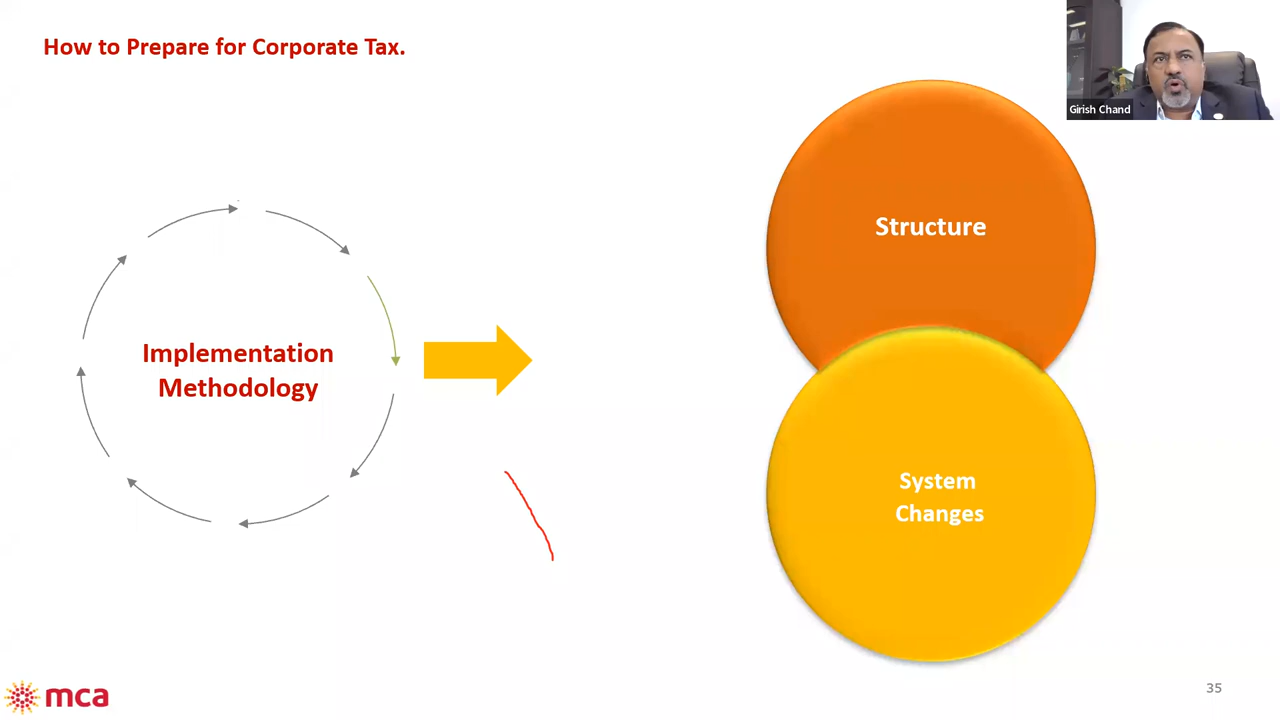 How to Prepare for Corporate Tax.
Girish Chand
Structure
Implementation
Methodology
System
Changes
mca
35